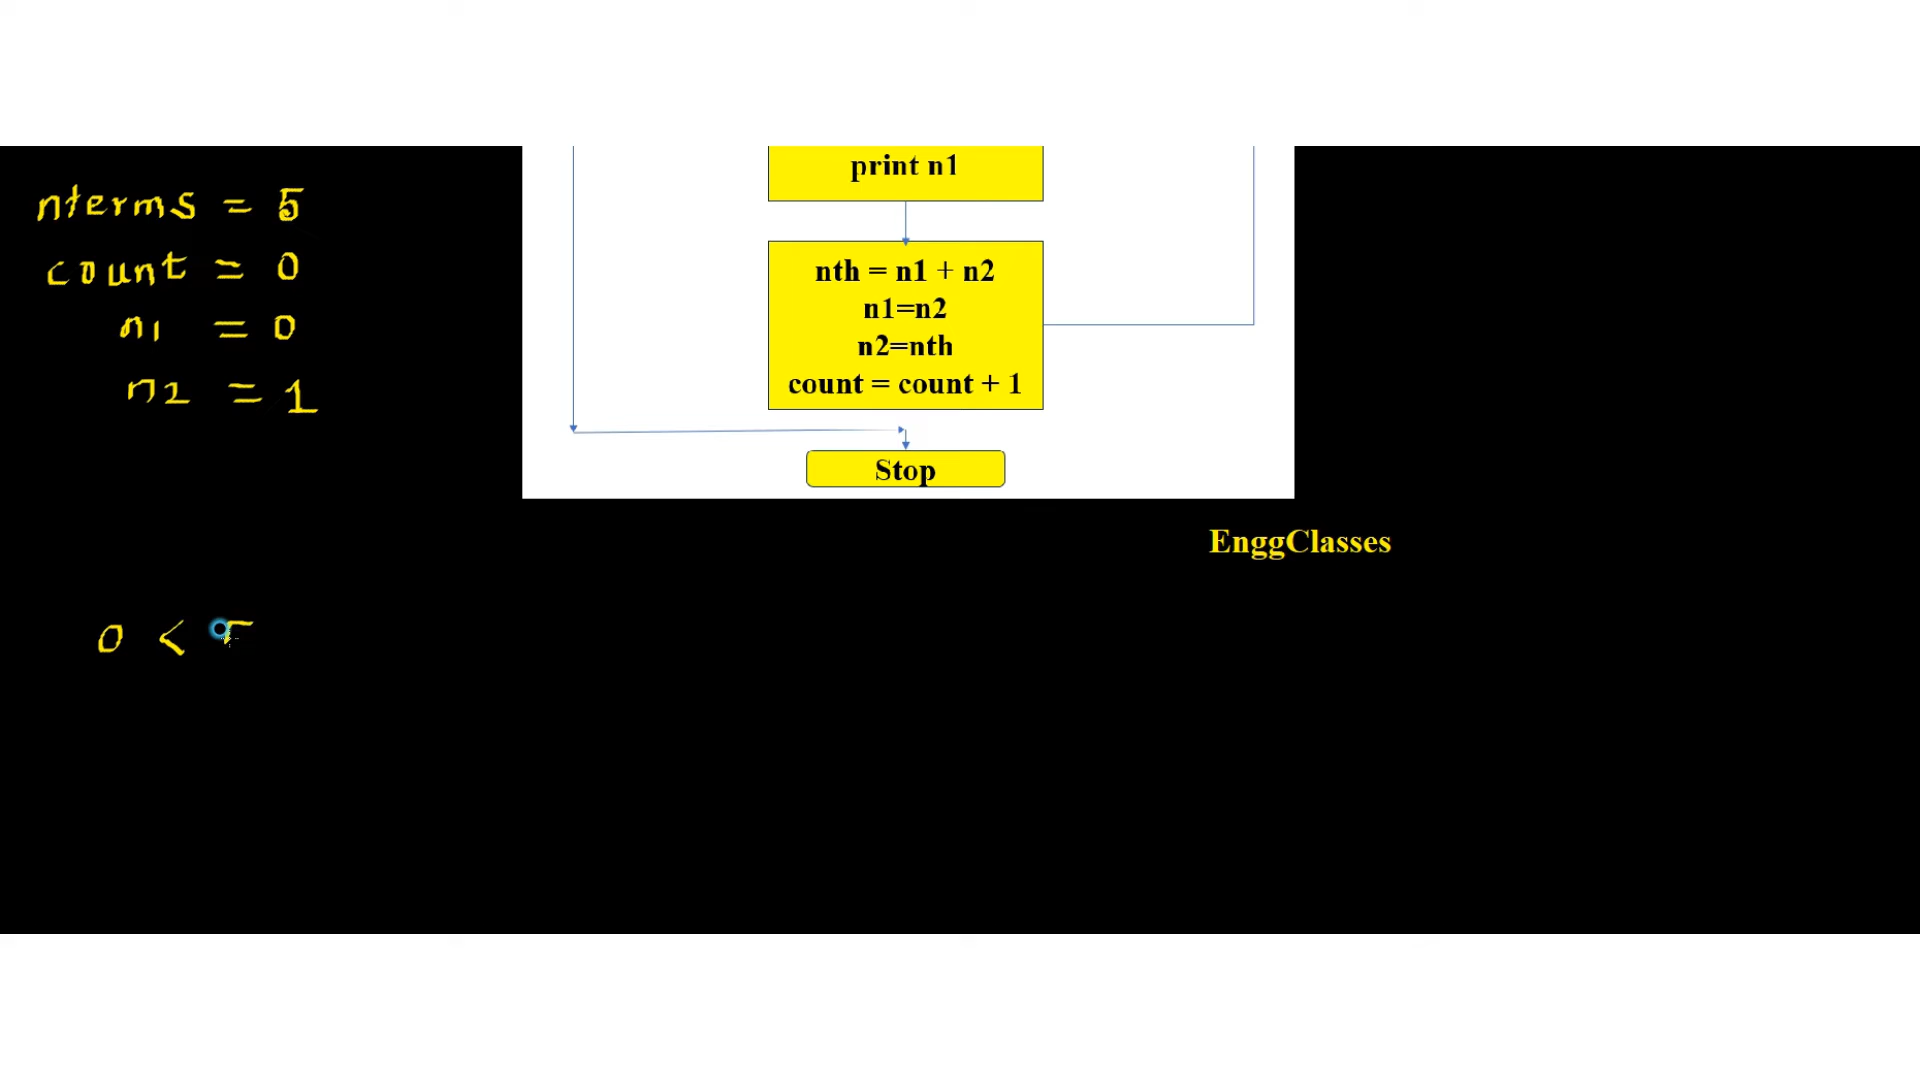 nterms = 5
count = 0
n1 = 0
n2 = 1
print n1
nth = n1 + n2
n1=n2
n2=nth
count = count + 1
Stop
EnggClasses
0 <